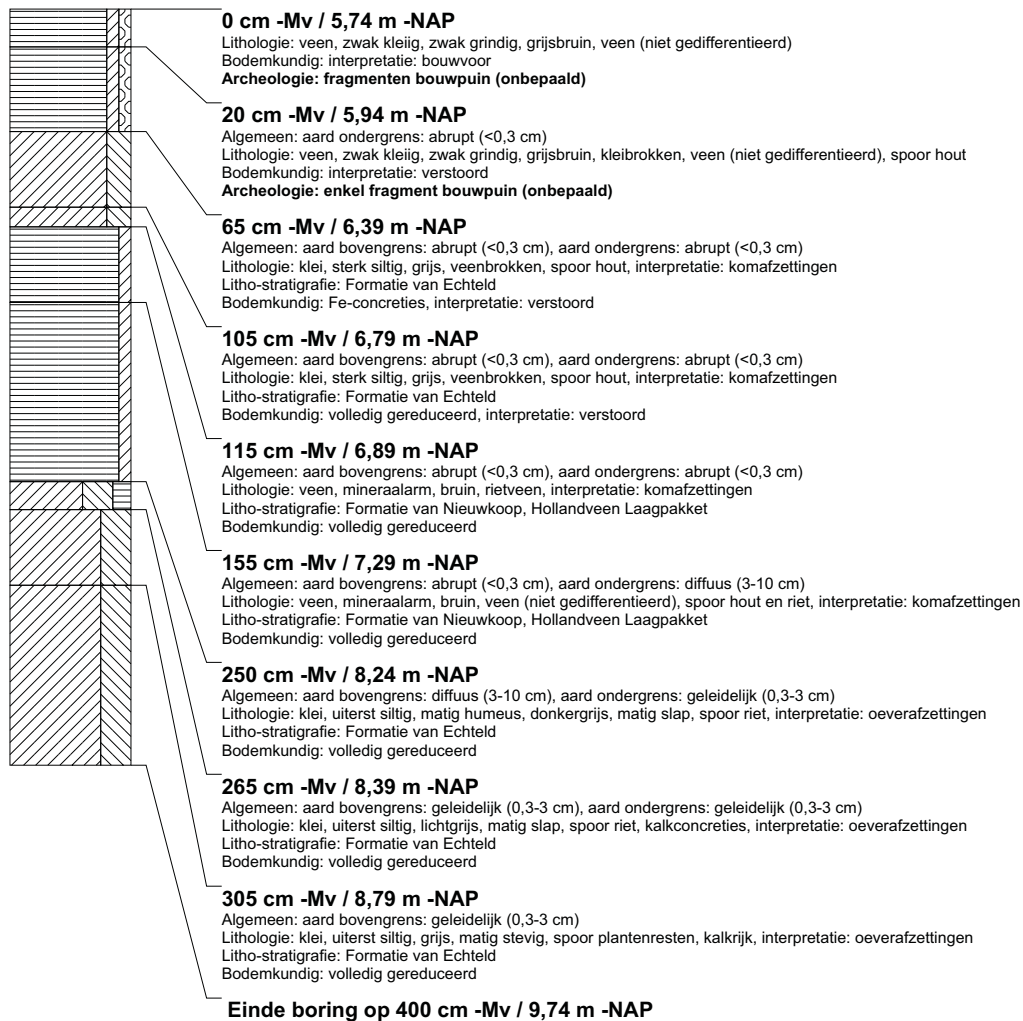 0 cm -Mv / 5,74 m -NAP
Lithologie: veen, zwak kleiig, zwak grindig, grijsbruin, veen (niet gedifferentieerd)
Bodemkundig: interpretatie: bouwvoor
Archeologie: fragmenten bouwpuin (onbepaald)
20 cm -Mv / 5,94 m -NAP
Algemeen: aard ondergrens: abrupt (<0,3 cm)
Lithologie: veen, zwak kleiig, zwak grindig, grijsbruin, kleibrokken, veen (niet gedifferentieerd), spoor hout
Bodemkundig: interpretatie: verstoord
Archeologie: enkel fragment bouwpuin (onbepaald)
65 cm -Mv / 6,39 m -NAP
Algemeen: aard bovengrens: abrupt (<0,3 cm), aard ondergrens: abrupt (<0,3 cm)
Lithologie: klei, sterk siltig, grijs, veenbrokken, spoor hout, interpretatie: komafzettingen
Litho-stratigrafie: Formatie van Echteld
Bodemkundig: Fe-concreties, interpretatie: verstoord
105 cm -Mv / 6,79 m -NAP
Algemeen: aard bovengrens: abrupt (<0,3 cm), aard ondergrens: abrupt (<0,3 cm)
Lithologie: klei, sterk siltig, grijs, veenbrokken, spoor hout, interpretatie: komafzettingen
Litho-stratigrafie: Formatie van Echteld
Bodemkundig: volledig gereduceerd, interpretatie: verstoord
115 cm -Mv / 6,89 m -NAP
Algemeen: aard bovengrens: abrupt (<0,3 cm), aard ondergrens: abrupt (<0,3 cm)
Lithologie: veen, mineraalarm, bruin, rietveen, interpretatie: komafzettingen
Litho-stratigrafie: Formatie van Nieuwkoop, Hollandveen Laagpakket
Bodemkundig: volledig gereduceerd
155 cm -Mv / 7,29 m -NAP
Algemeen: aard bovengrens: abrupt (<0,3 cm), aard ondergrens: diffuus (3-10 cm)
Lithologie: veen, mineraalarm, bruin, veen (niet gedifferentieerd), spoor hout en riet, interpretatie: komafzettingen
Litho-stratigrafie: Formatie van Nieuwkoop, Hollandveen Laagpakket
Bodemkundig: volledig gereduceerd
250 cm -Mv / 8,24 m -NAP
Algemeen: aard bovengrens: diffuus (3-10 cm), aard ondergrens: geleidelijk (0,3-3 cm)
Lithologie: klei, uiterst siltig, matig humeus, donkergrijs, matig slap, spoor riet, interpretatie: oeverafzettingen
Litho-stratigrafie: Formatie van Echteld
Bodemkundig: volledig gereduceerd
265 cm -Mv / 8,39 m -NAP
Algemeen: aard bovengrens: geleidelijk (0,3-3 cm), aard ondergrens: geleidelijk (0,3-3 cm)
Lithologie: klei, uiterst siltig, lichtgrijs, matig slap, spoor riet, kalkconcreties, interpretatie: oeverafzettingen
Litho-stratigrafie: Formatie van Echteld
Bodemkundig: volledig gereduceerd
305 cm -Mv / 8,79 m -NAP
Algemeen: aard bovengrens: geleidelijk (0,3-3 cm)
Lithologie: klei, uiterst siltig, grijs, matig stevig, spoor plantenresten, kalkrijk, interpretatie: oeverafzettingen
Litho-stratigrafie: Formatie van Echteld
Bodemkundig: volledig gereduceerd
Einde boring op 400 cm -Mv / 9,74 m -NAP